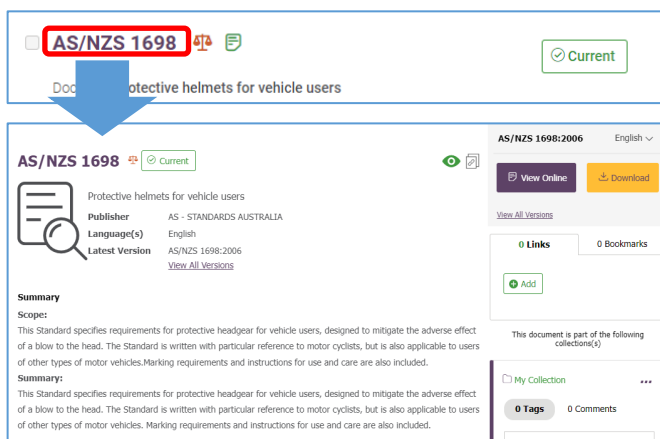 AS/NZS 1698
Current
Doc otective helmets for vehicle users
AS/NZS 1698 Current
Protective helmets for vehicle users
Publisher AS - STANDARDS AUSTRALIA
Language(s) English
Latest Version AS/NZS 1698:2006
View All Versions
Summary
Scope:
This Standard specifies requirements for protective headgear for vehicle users, designed to mitigate the adverse effect
of a blow to the head. The Standard is written with particular reference to motor cyclists, but is also applicable to users
of other types of motor vehicles.Marking requirements and instructions for use and care are also included.
Summary:
This Standard specifies requirements for protective headgear for vehicle users, designed to mitigate the adverse effect
of a blow to the head. The Standard is written with particular reference to motor cyclists, but is also applicable to users
of other types of motor vehicles. Marking requirements and instructions for use and care are also included.
AS/NZS 1698:2006 English
View Online Download
View All Versions
0 Links 0 Bookmarks
Add
This document is part of the following
collections(s)
My Collection ...
0 Tags 0 Comments